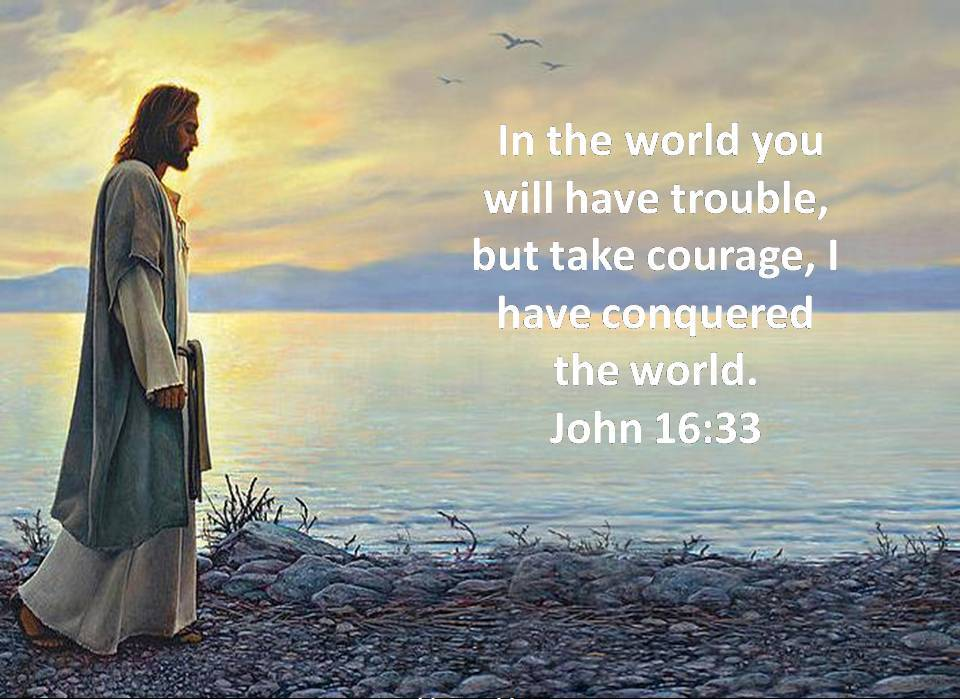 In the world you
will have trouble,
but take courage, I
have conquered
the world.
John 16:33